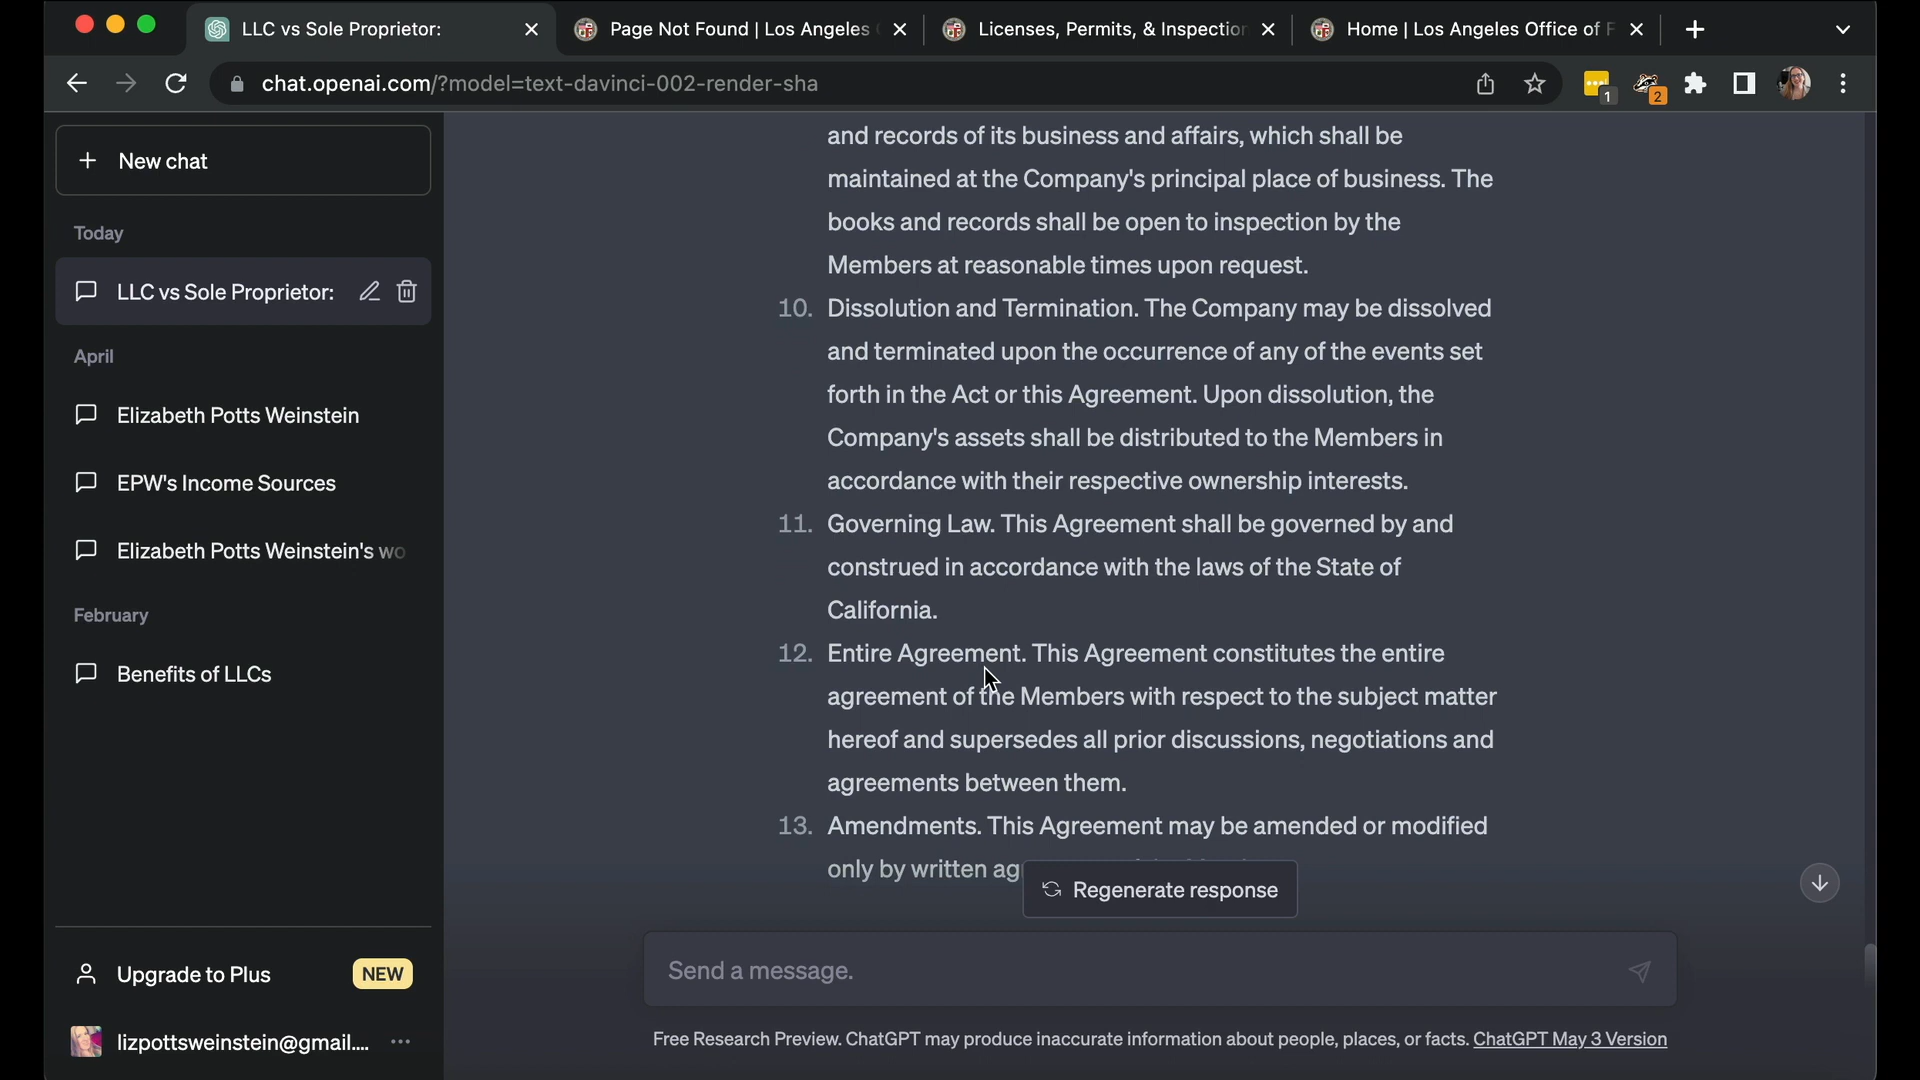 LLC vs Sole Proprietor:
Page Not Found | Los Angeles
Licenses, Permits, & Inspection
Home | Los Angeles Office of F
chat.openai.com/?model=text-davinci-002-render-sha
1
2
New chat
Today
LLC vs Sole Proprietor:
April
Elizabeth Potts Weinstein
EPW's Income Sources
Elizabeth Potts Weinstein's wo
February
Benefits of LLCs
Upgrade to Plus NEW
lizpottsweinstein@gmail....
and records of its business and affairs, which shall be
maintained at the Company's principal place of business. The
books and records shall be open to inspection by the
Members at reasonable times upon request.
10. Dissolution and Termination. The Company may be dissolved
and terminated upon the occurrence of any of the events set
forth in the Act or this Agreement. Upon dissolution, the
Company's assets shall be distributed to the Members in
accordance with their respective ownership interests.
11. Governing Law. This Agreement shall be governed by and
construed in accordance with the laws of the State of
California.
12. Entire Agreement. This Agreement constitutes the entire
agreement of the Members with respect to the subject matter
hereof and supersedes all prior discussions, negotiations and
agreements between them.
13. Amendments. This Agreement may be amended or modified
only by written ag
Regenerate response
Send a message.
Free Research Preview. ChatGPT may produce inaccurate information about people, places, or facts. ChatGPT May 3 Version